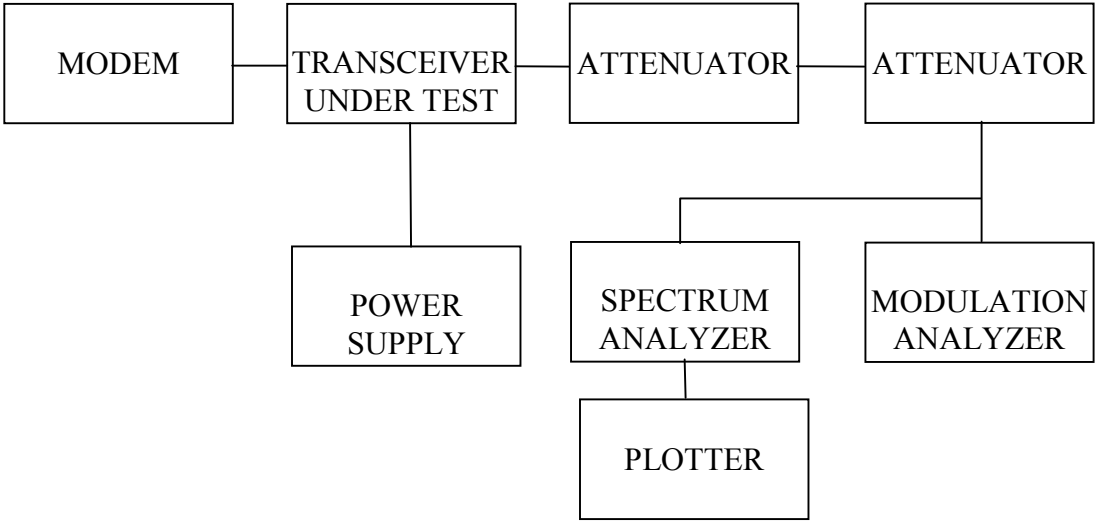 MODEM
TRANSCEIVER
UNDER TEST
ATTENUATOR
ATTENUATOR
POWER
SUPPLY
SPECTRUM
ANALYZER
MODULATION
ANALYZER
PLOTTER